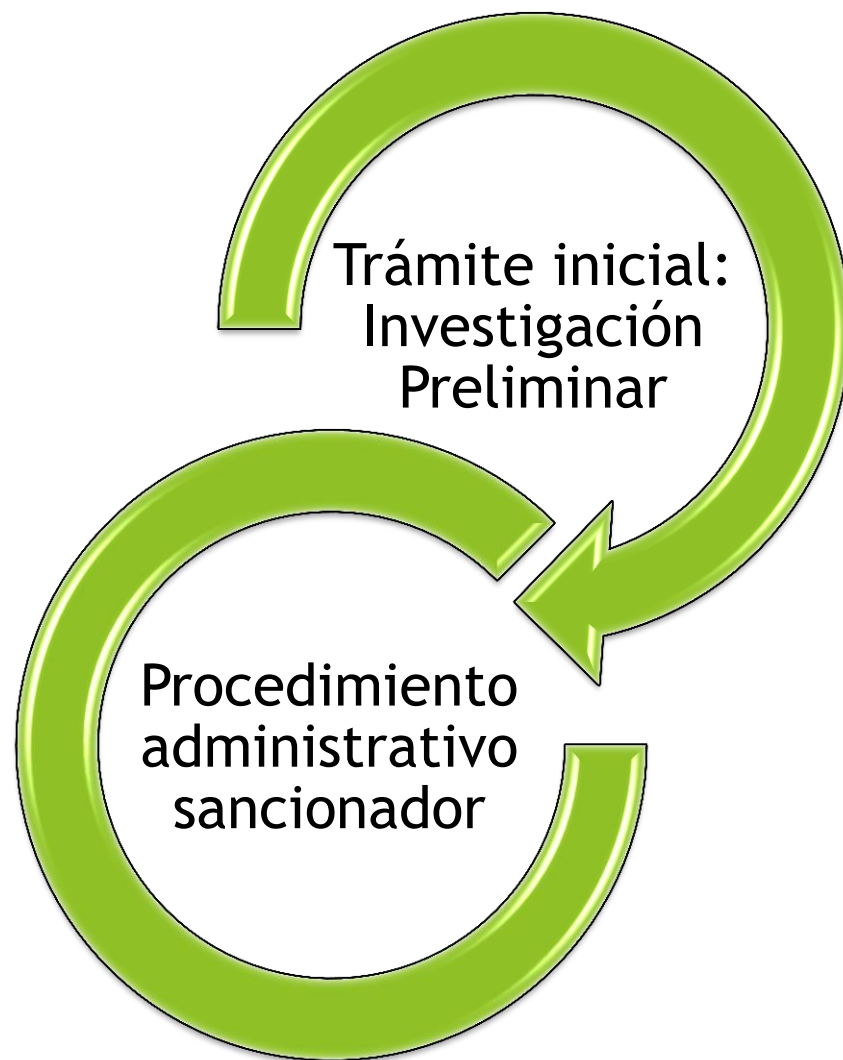 Trámite inicial:
Investigación
Preliminar
Procedimiento
administrativo
sancionador